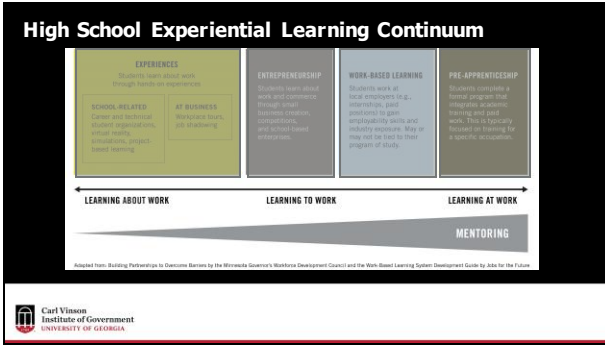 High School Experiential Learning Continuum
EXPERIENCES
Students learn about work
through hands-on experiences
SCHOOL-RELATED
Career and technical
student organizations,
virtual reality,
simulations, project-
based learning
AT BUSINESS
Workplace tours,
job shadowing
ENTREPRENEURSHIP
Students learn about
work and commerce
through small
business creation,
competitions,
and school-based
enterprises.
WORK-BASED LEARNING
Students work at
local employers (e.g.,
internships, paid
positions) to gain
employability skills and
industry exposure. May or
may not be tied to their
program of study.
PRE-APPRENTICESHIP
Students complete a
formal program that
integrates academic
training and paid
work. This is typically
focused on training for
a specific occupation.
LEARNING ABOUT WORK
LEARNING TO WORK
LEARNING AT WORK
MENTORING
Adapted from: Building Partnerships to Overcome Barriers by the Minnesota Governor's Workforce Development Council and the Work-Based Learning System Development Guide by Jobs for the Future
Carl Vinson
Institute of Government
UNIVERSITY OF GEORGIA